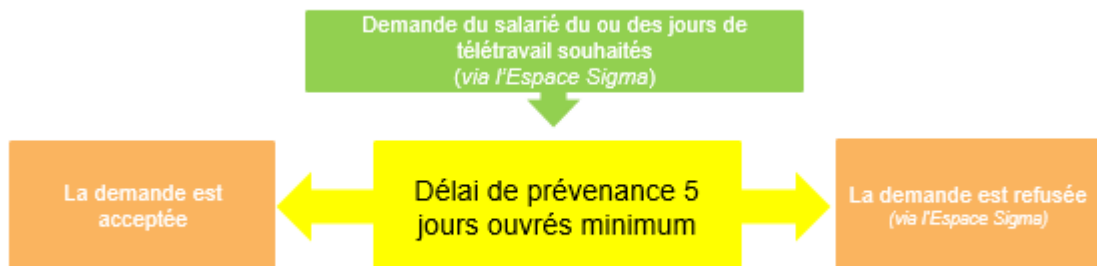 Demande du salarié du ou des jours de
télétravail souhaités
(via l'Espace Sigma)
La demande est
acceptée
Délai de prévenance 5
jours ouvrés minimum
La demande est refusée
(via l'Espace Sigma)